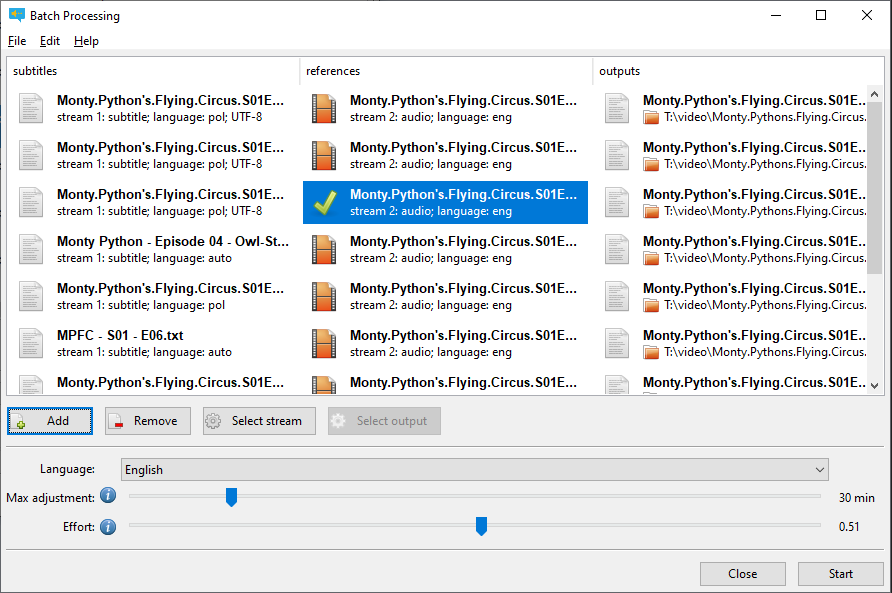 Batch Processing
File Edit Help
subtitles references outputs
Monty.Python's.Flying.Circus.S01E... Monty.Python's.Flying.Circus.S01E... Monty.Python's.Flying.Circus.S01E...
stream 1: subtitle; language: pol; UTF-8 stream 2: audio; language: eng T:\video\Monty.Pythons.Flying.Circus.
Monty.Python's.Flying.Circus.S01E... Monty.Python's.Flying.Circus.S01E... Monty.Python's.Flying.Circus.S01E...
stream 1: subtitle; language: pol; UTF-8 stream 2: audio; language: eng T:\video\Monty.Pythons.Flying.Circus.
Monty.Python's.Flying.Circus.S01E... Monty.Python's.Flying.Circus.S01E... Monty.Python's.Flying.Circus.S01E...
stream 1: subtitle; language: pol; UTF-8 stream 2: audio; language: eng T:\video\Monty.Pythons.Flying.Circus.
Monty Python - Episode 04 - Owl-St... Monty.Python's.Flying.Circus.S01E... Monty.Python's.Flying.Circus.S01E...
stream 1: subtitle; language: auto stream 2: audio; language: eng T:\video\Monty.Pythons.Flying.Circus.
Monty.Python's.Flying.Circus.S01E... Monty.Python's.Flying.Circus.S01E... Monty.Python's.Flying.Circus.S01E...
stream 1: subtitle; language: pol stream 2: audio; language: eng T:\video\Monty.Pythons.Flying.Circus.
MPFC - S01 - E06.txt Monty.Python's.Flying.Circus.S01E... Monty.Python's.Flying.Circus.S01E...
stream 1: subtitle; language: auto stream 2: audio; language: eng T:\video\Monty.Pythons.Flying.Circus.
Monty.Python's.Flying.Circus.S01E... Monty.Python's.Flying.Circus.S01E... Monty.Python's.Flying.Circus.S01E...
Add Remove Select stream Select output
Language: English
Max adjustment: 30 min
Effort: 0.51
Close Start